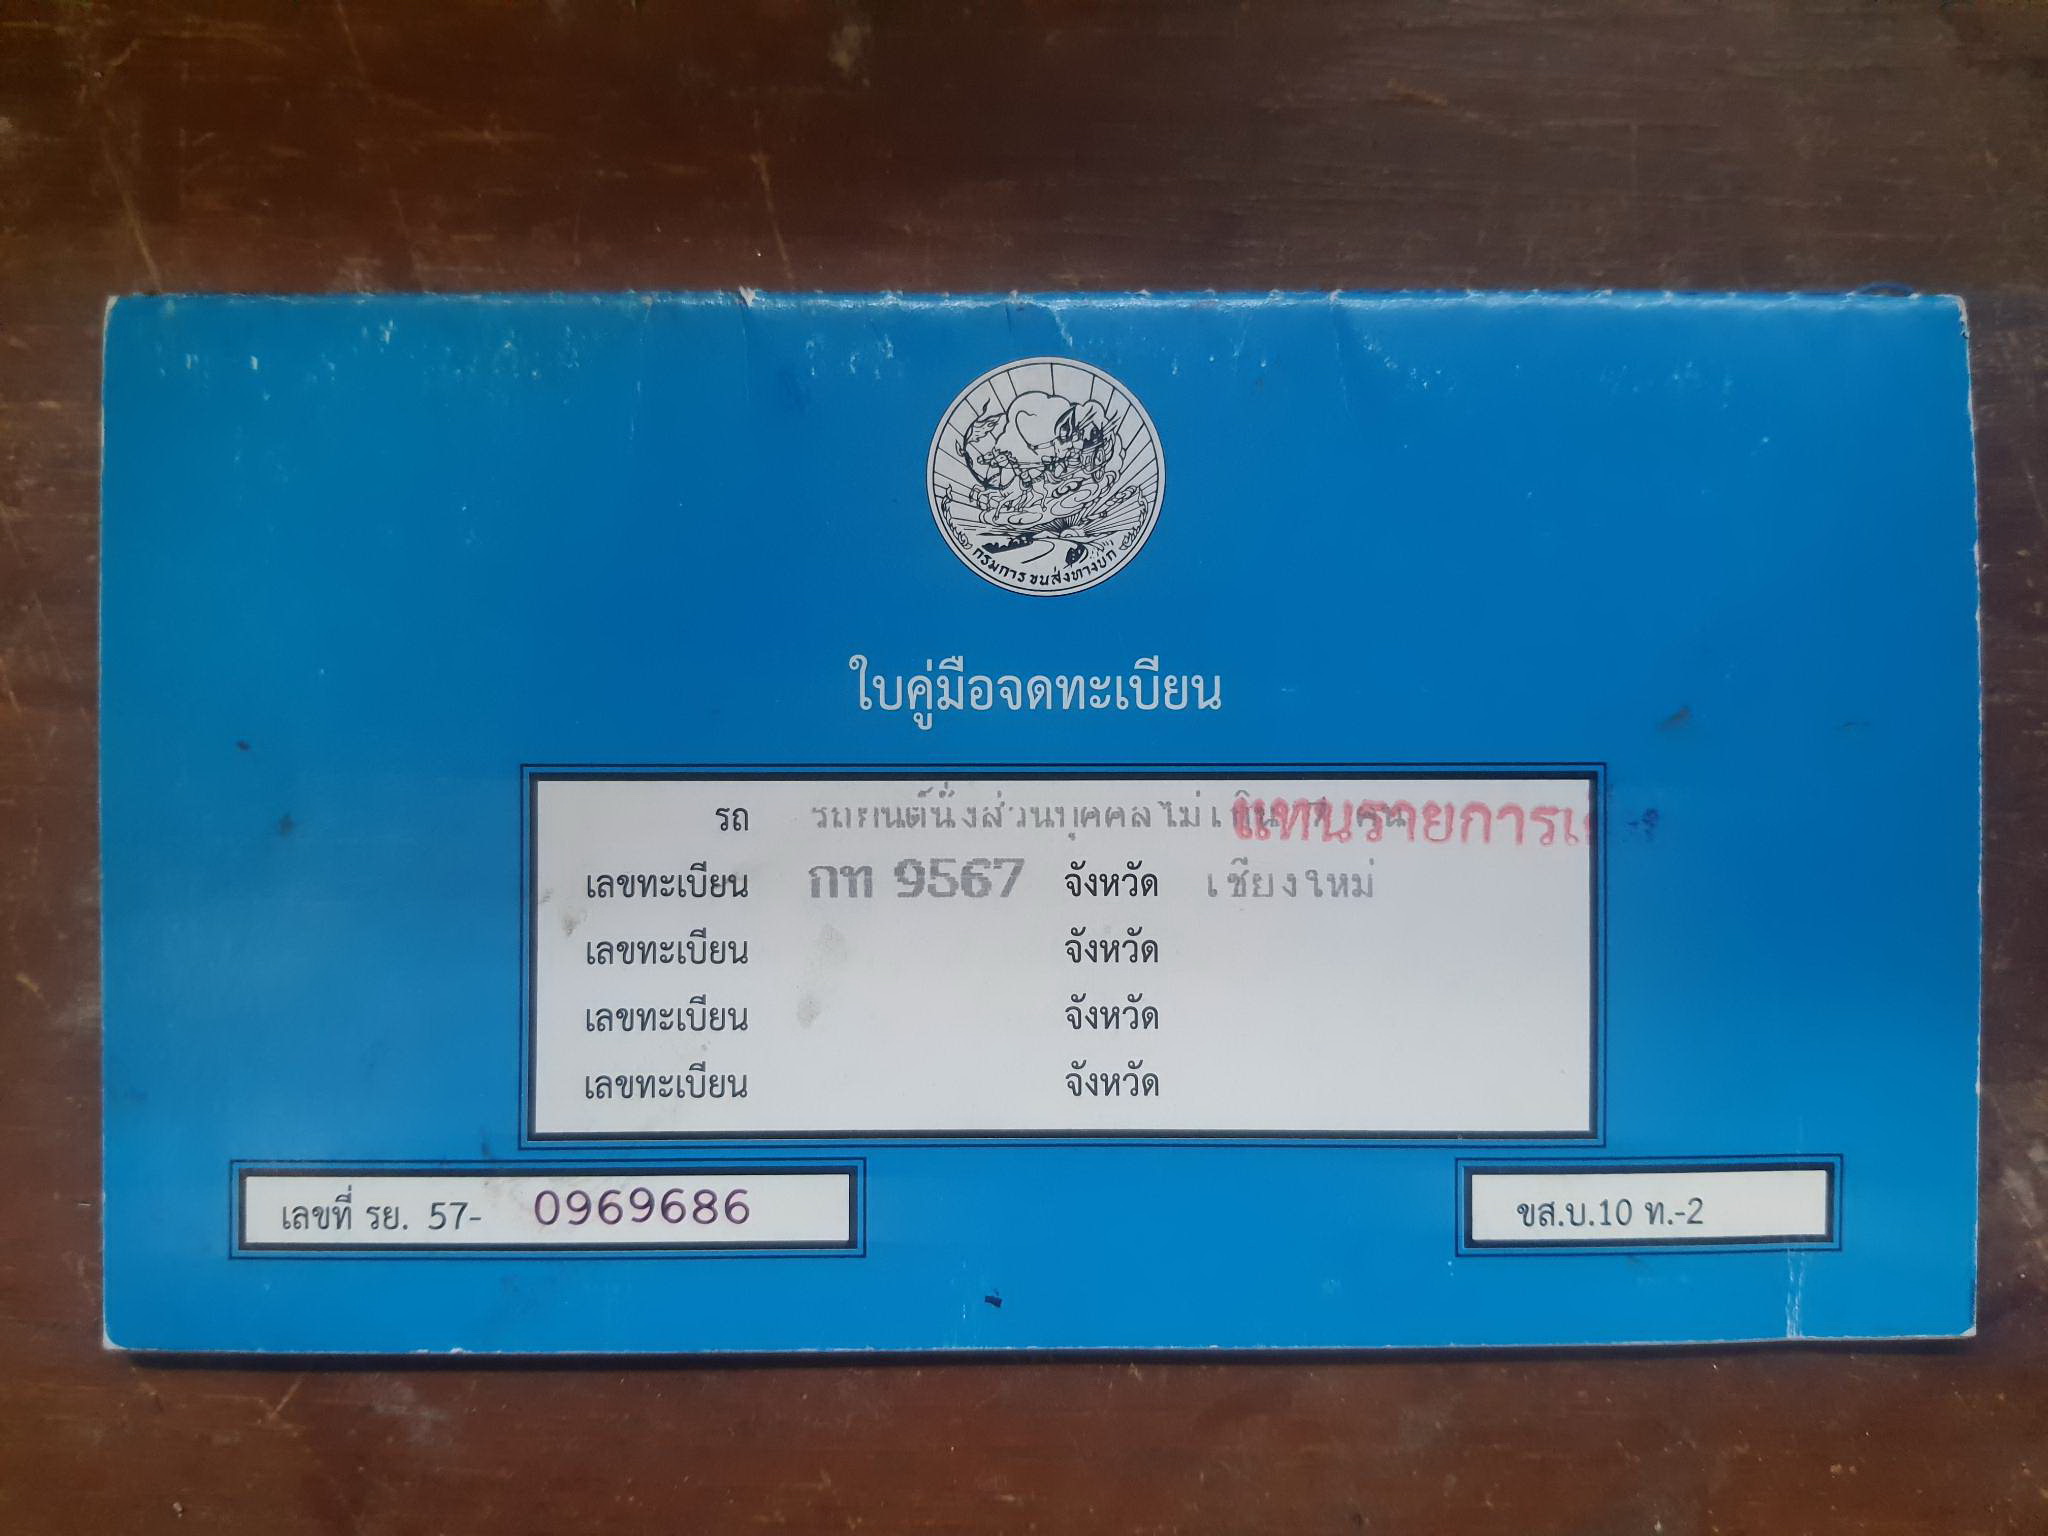 กรมการขนส่งทางบก
ใบคู่มือจดทะเบียน
รถ รถยนต์นั่งส่วนบุคคลไม่เกิน 7 คน แทนรายการ
เลขทะเบียน กท 9567 จังหวัด เชียงใหม่
เลขทะเบียน จังหวัด
เลขทะเบียน จังหวัด
เลขทะเบียน จังหวัด
เลขที่ รย. 57- 0969686
ขส.บ.10 ท.-2